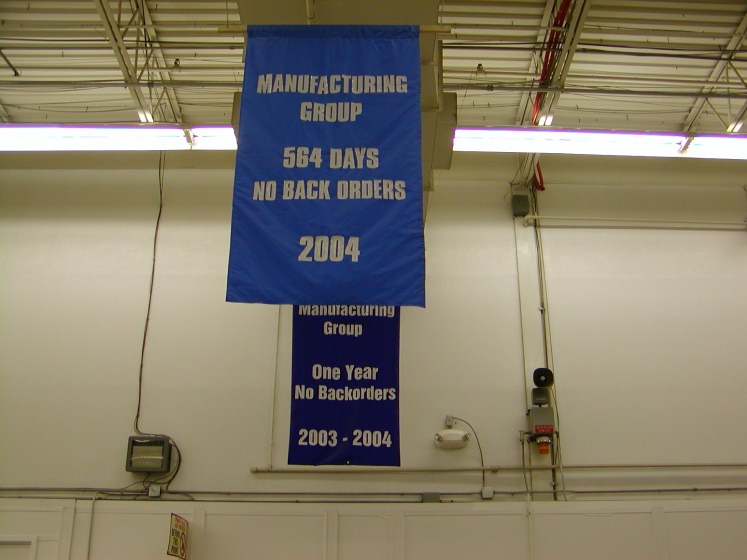 MANUFACTURING
GROUP
564 DAYS
NO BACK ORDERS
2004
Manufacturing
Group
One Year
No Backorders
2003 - 2004